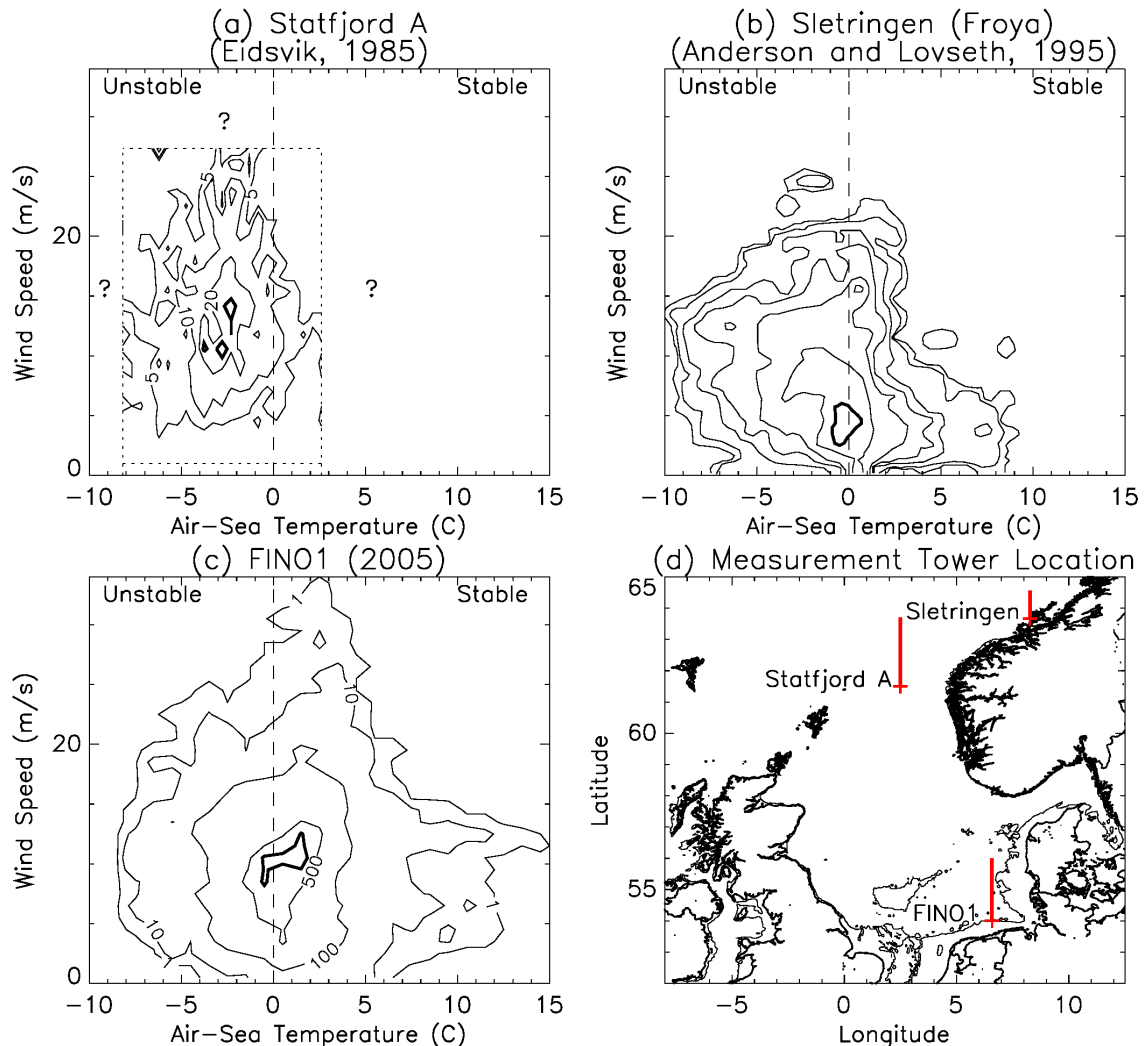 (a) Statfjord A
(Eidsvik, 1985)
Unstable
Stable
?
?
?
5
5
5
10
20
Wind Speed (m/s)
20
0
−10 −5 0 5 10 15
Air−Sea Temperature (C)
(b) Sletringen (Froya)
(Anderson and Lovseth, 1995)
Unstable
Stable
Wind Speed (m/s)
20
0
−10 −5 0 5 10 15
Air−Sea Temperature (C)
(c) FINO1 (2005)
Unstable
Stable
1
10
500
100
10
1
Wind Speed (m/s)
20
0
−10 −5 0 5 10 15
Air−Sea Temperature (C)
(d) Measurement Tower Location
Sletringen
Statfjord A
FINO1
Latitude
65
60
55
−5 0 5 10
Longitude